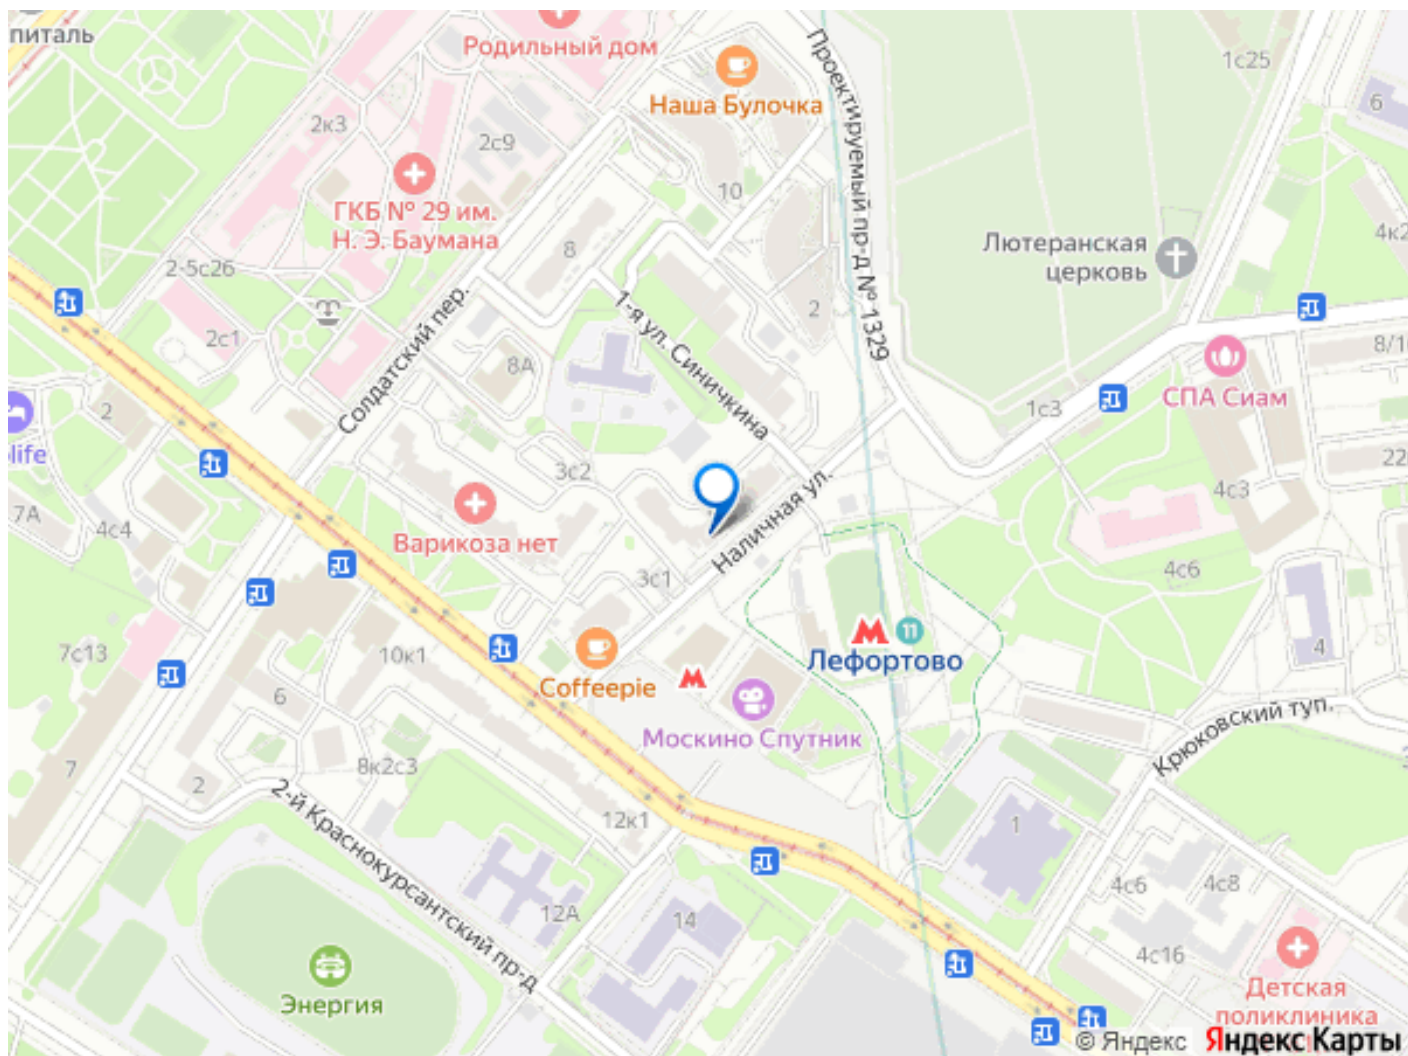 питаль
Родильный дом
1с25
Наша Булочка
6
2к3
2с9
Проектируемый пр-д № 1329
ГКБ № 29 им.
Н. Э. Баумана
10
4к2
Лютеранская
церковь
8
2-5с26
2
2с1
1-я ул. Синичкина
Солдатский пер.
8А
8/1
СПА Сиам
1с3
2
life
22
3с2
4с3
7А
4с4
Варикоза нет
Наличная ул.
3с1
4с6
7с13
10к1
4
11
Лефортово
Coffeepie
6
Москино Спутник
Крюковский туп.
7
8к2с3
2
2-й Краснокурсантский пр-д
12к1
1
4с6
4с8
12А
14
4с16
Энергия
Детская
поликлиника
© Яндекс
Яндекс Карты